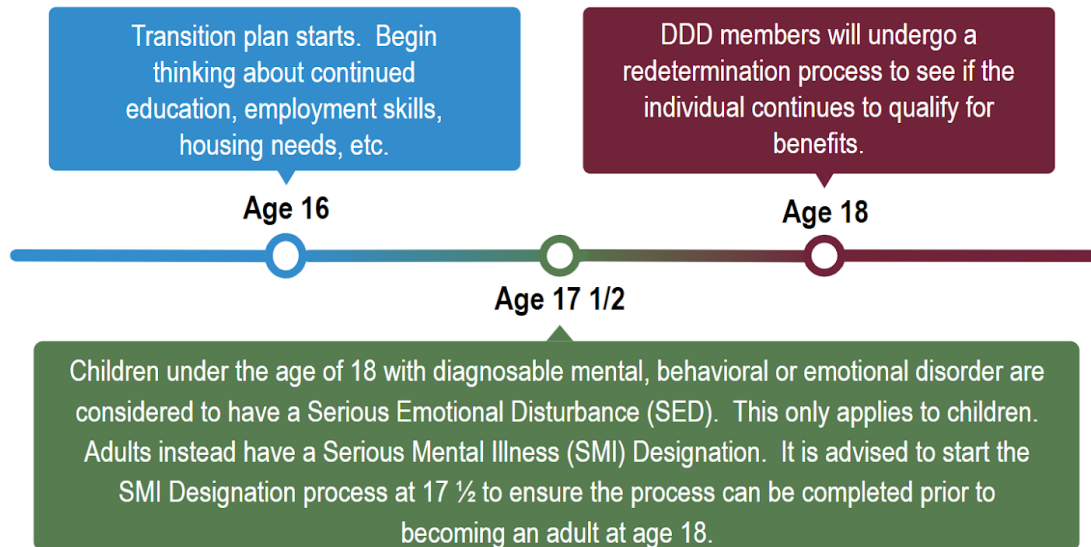 Transition plan starts.  Begin
thinking about continued
education, employment skills,
housing needs, etc.
DDD members will undergo a
redetermination process to see if the
individual continues to qualify for
benefits.
Age 16
Age 18
Age 17 1/2
Children under the age of 18 with diagnosable mental, behavioral or emotional disorder are
considered to have a Serious Emotional Disturbance (SED).  This only applies to children.
Adults instead have a Serious Mental Illness (SMI) Designation.  It is advised to start the
SMI Designation process at 17 ½ to ensure the process can be completed prior to
becoming an adult at age 18.